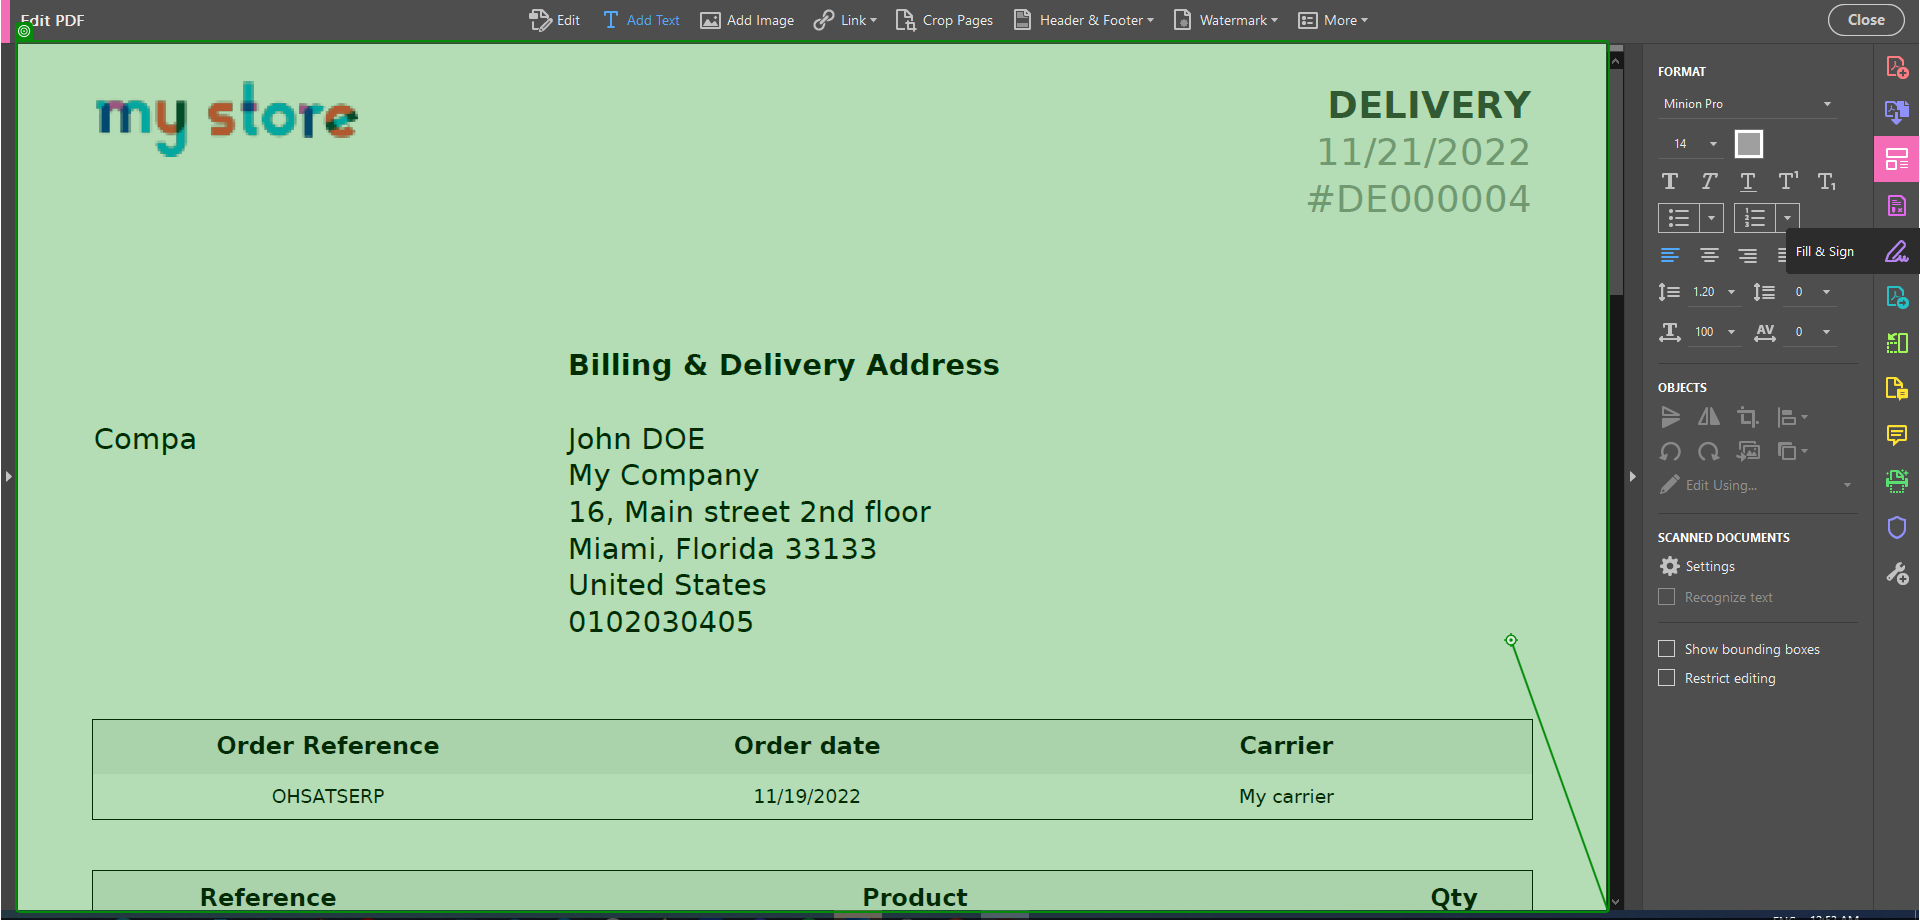 Edit PDF
Edit Add Text Add Image Link Crop Pages Header & Footer Watermark More
Close
my store
DELIVERY
11/21/2022
#DE000004
Billing & Delivery Address
Compa
John DOE
My Company
16, Main street 2nd floor
Miami, Florida 33133
United States
0102030405
Order Reference Order date Carrier
OHSATSERP 11/19/2022 My carrier
Reference Product Qty
FORMAT
Minion Pro
14
Fill & Sign
1.20 0
100 0
OBJECTS
Edit Using...
SCANNED DOCUMENTS
Settings
Recognize text
Show bounding boxes
Restrict editing